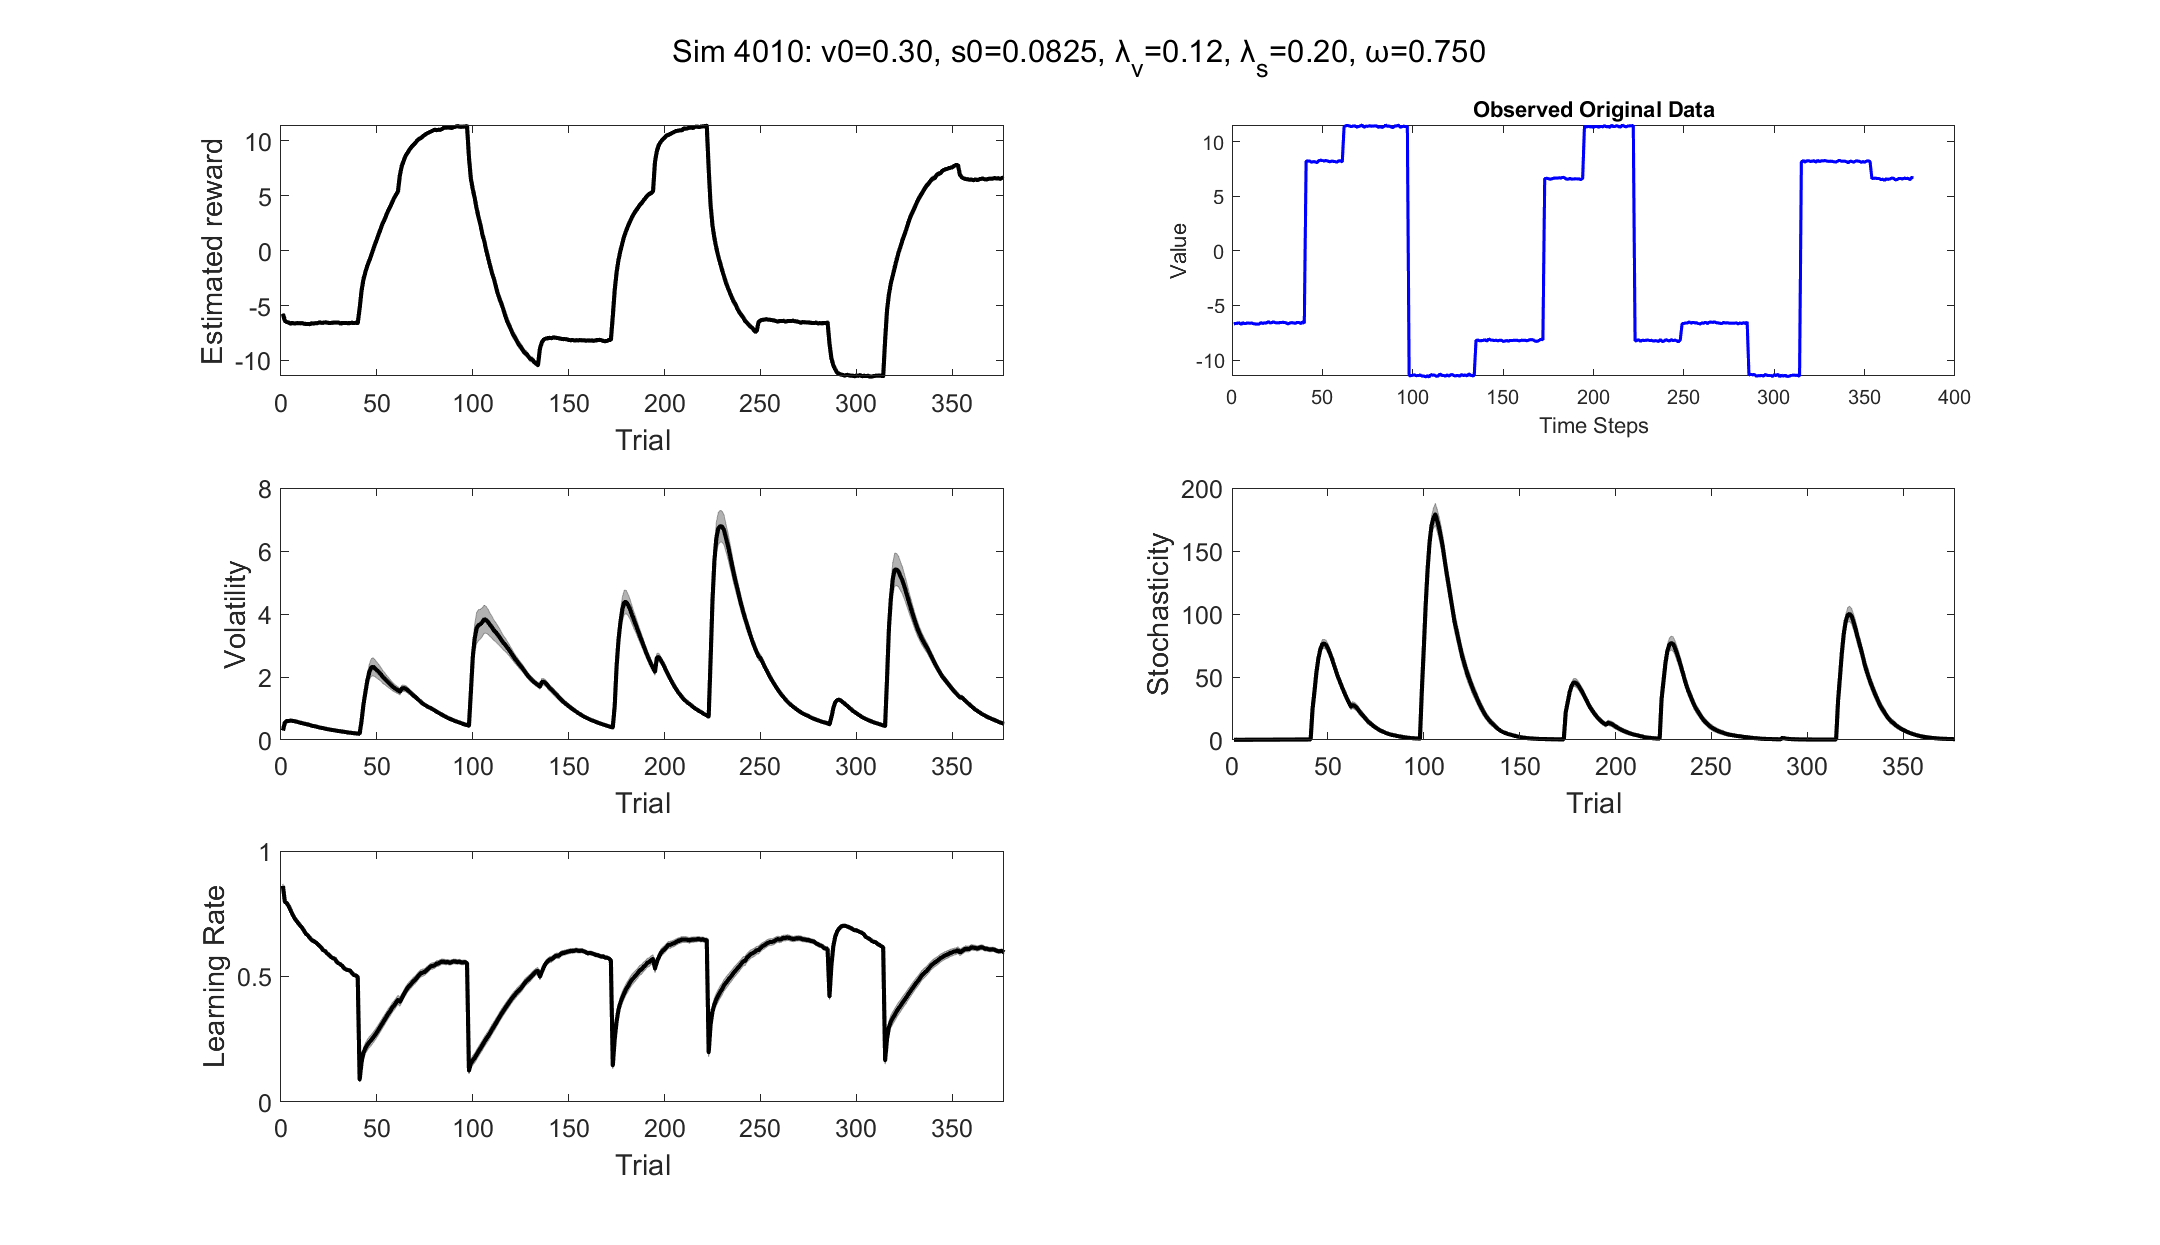 Sim 4010: v0=0.30, s0=0.0825, λ_v=0.12, λ_s=0.20, ω=0.750
Estimated reward
10
5
0
-5
-10
0 50 100 150 200 250 300 350
Trial
Observed Original Data
Value
10
5
0
-5
-10
0 50 100 150 200 250 300 350 400
Time Steps
Volatility
8
6
4
2
0
0 50 100 150 200 250 300 350
Trial
Stochasticity
200
150
100
50
0
0 50 100 150 200 250 300 350
Trial
Learning Rate
1
0.5
0
0 50 100 150 200 250 300 350
Trial